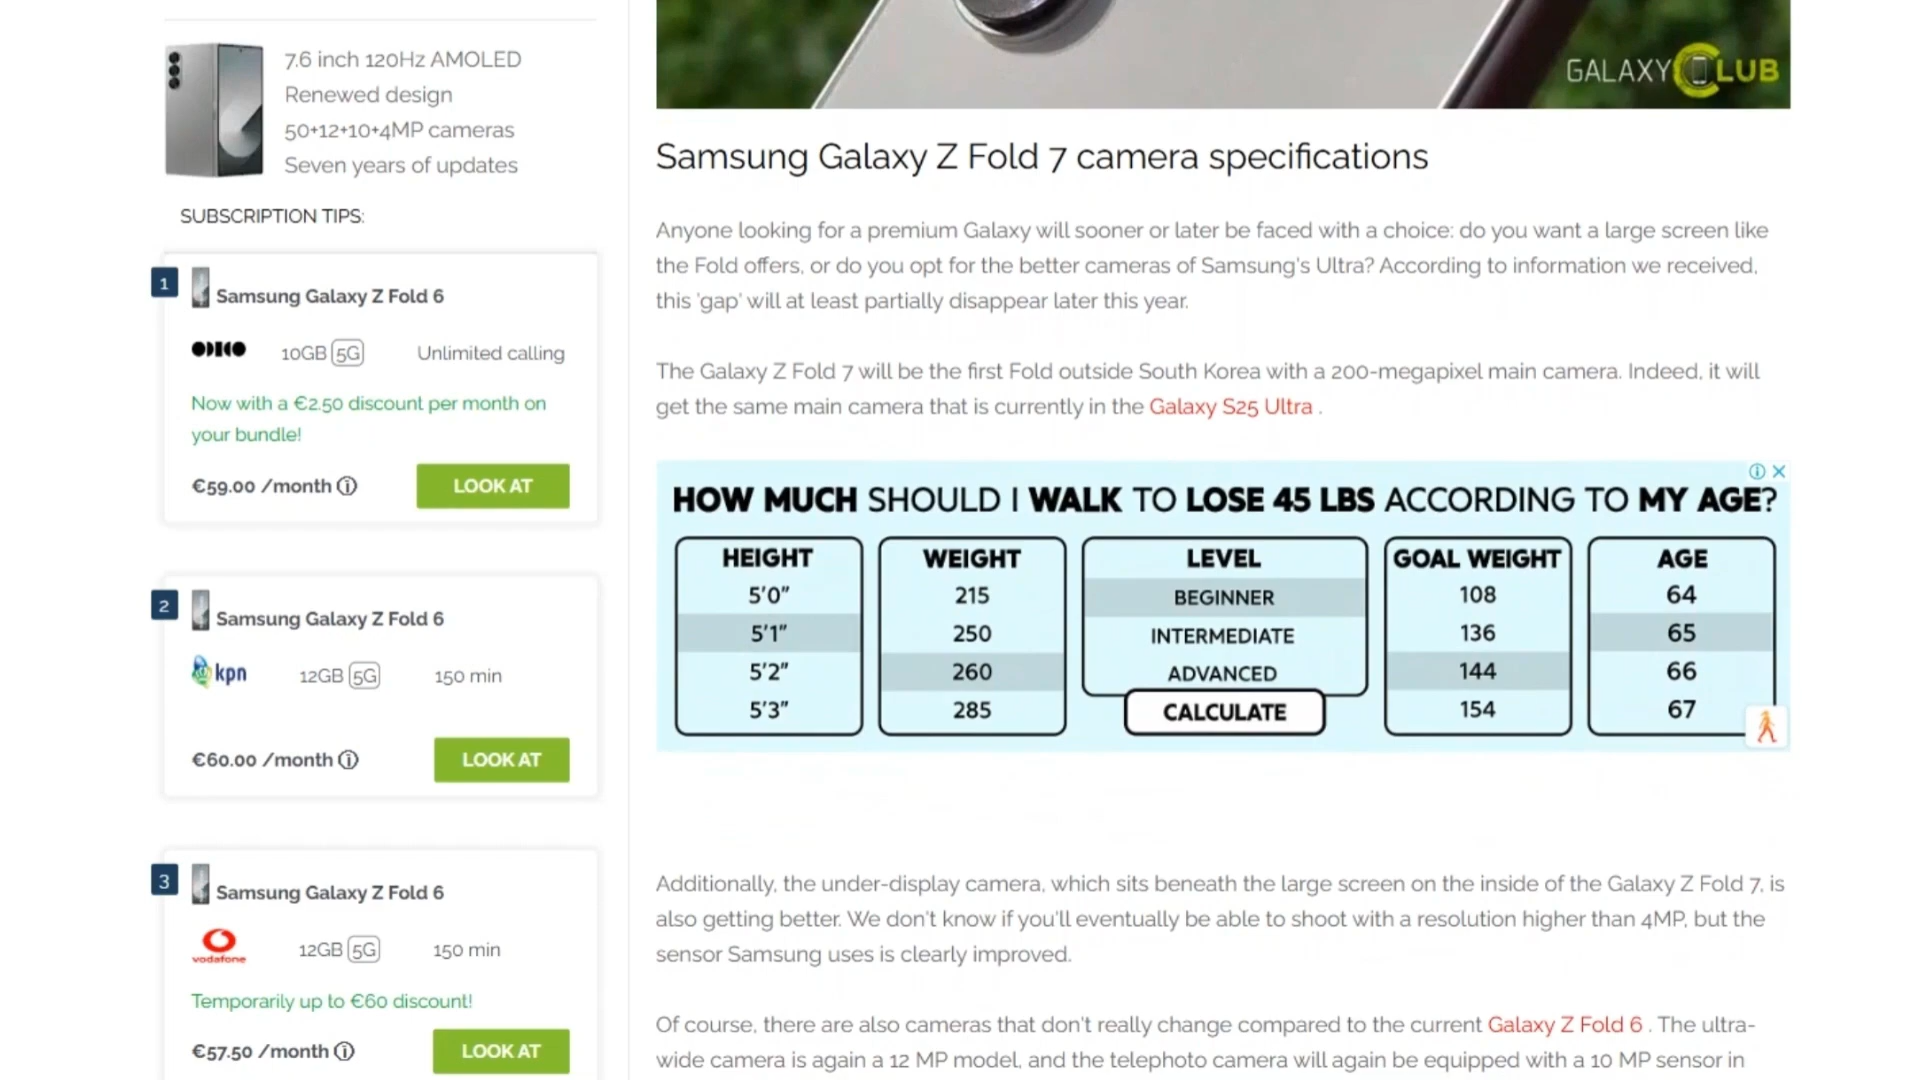 7.6 inch 120Hz AMOLED
Renewed design
50+12+10+4MP cameras
Seven years of updates
SUBSCRIPTION TIPS:
1
Samsung Galaxy Z Fold 6
10GB 5G Unlimited calling
Now with a €2.50 discount per month on
your bundle!
€59.00 /month
LOOK AT
2
Samsung Galaxy Z Fold 6
kpn
12GB 5G 150 min
€60.00 /month
LOOK AT
3
Samsung Galaxy Z Fold 6
vodafone
12GB 5G 150 min
Temporarily up to €60 discount!
€57.50 /month
LOOK AT
GALAXY CLUB
Samsung Galaxy Z Fold 7 camera specifications
Anyone looking for a premium Galaxy will sooner or later be faced with a choice: do you want a large screen like
the Fold offers, or do you opt for the better cameras of Samsung's Ultra? According to information we received,
this 'gap' will at least partially disappear later this year.
The Galaxy Z Fold 7 will be the first Fold outside South Korea with a 200-megapixel main camera. Indeed, it will
get the same main camera that is currently in the Galaxy S25 Ultra .
HOW MUCH SHOULD I WALK TO LOSE 45 LBS ACCORDING TO MY AGE?
HEIGHT WEIGHT LEVEL GOAL WEIGHT AGE
5'0" 215 BEGINNER 108 64
5'1" 250 INTERMEDIATE 136 65
5'2" 260 ADVANCED 144 66
5'3" 285 CALCULATE 154 67
Additionally, the under-display camera, which sits beneath the large screen on the inside of the Galaxy Z Fold 7, is
also getting better. We don't know if you'll eventually be able to shoot with a resolution higher than 4MP, but the
sensor Samsung uses is clearly improved.
Of course, there are also cameras that don't really change compared to the current Galaxy Z Fold 6 . The ultra-
wide camera is again a 12 MP model, and the telephoto camera will again be equipped with a 10 MP sensor in